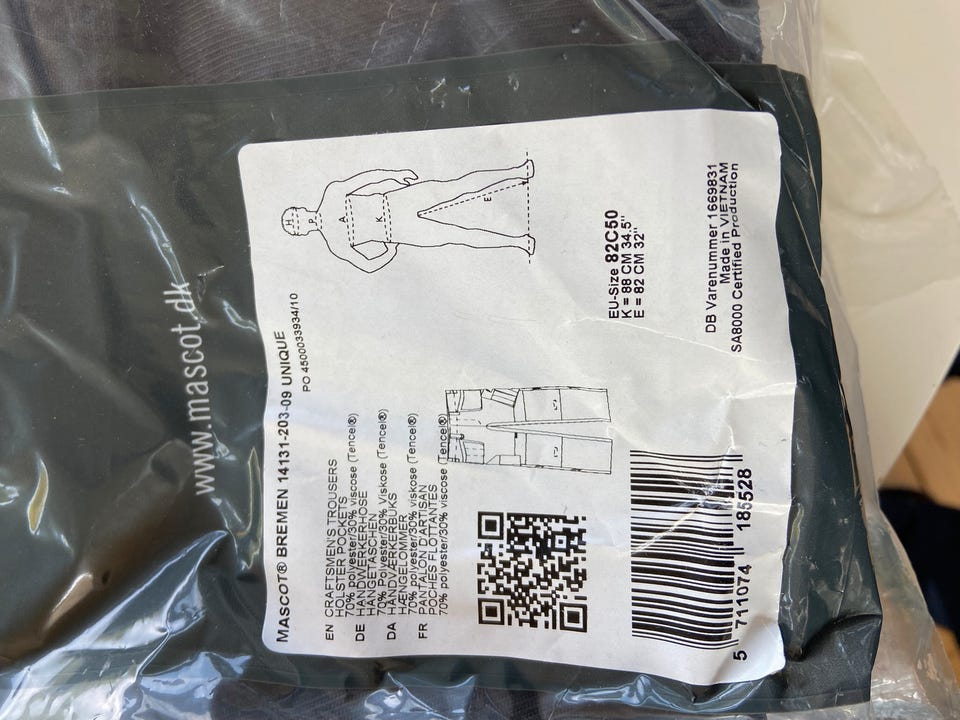 www.mascot.dk
MASCOT® BREMEN 14131-203-09 UNIQUE
PO 4500033934/10
EN CRAFTSMEN'S TROUSERS
HOLSTER POCKETS
70% polyester/30% viscose (Tencel®)
DE HANDWERKERHOSE
HÄNGETASCHEN
70% polyester/30% Viskose (Tencel®)
DA HÅNDVÆRKERBUKS
HÆNGELOMMER
70% polyester/30% viskose (Tencel®)
FR PANTALON D'ARTISAN
POCHES FLOTTANTES
70% polyester/30% viscose (Tencel®)
H
P
A
K
E
EU-Size 82C50
K = 88 CM 34,5"
E = 82 CM 32"
DB Varenummer 1669831
Made in VIETNAM
SA8000 Certified Production
5 711074 185528